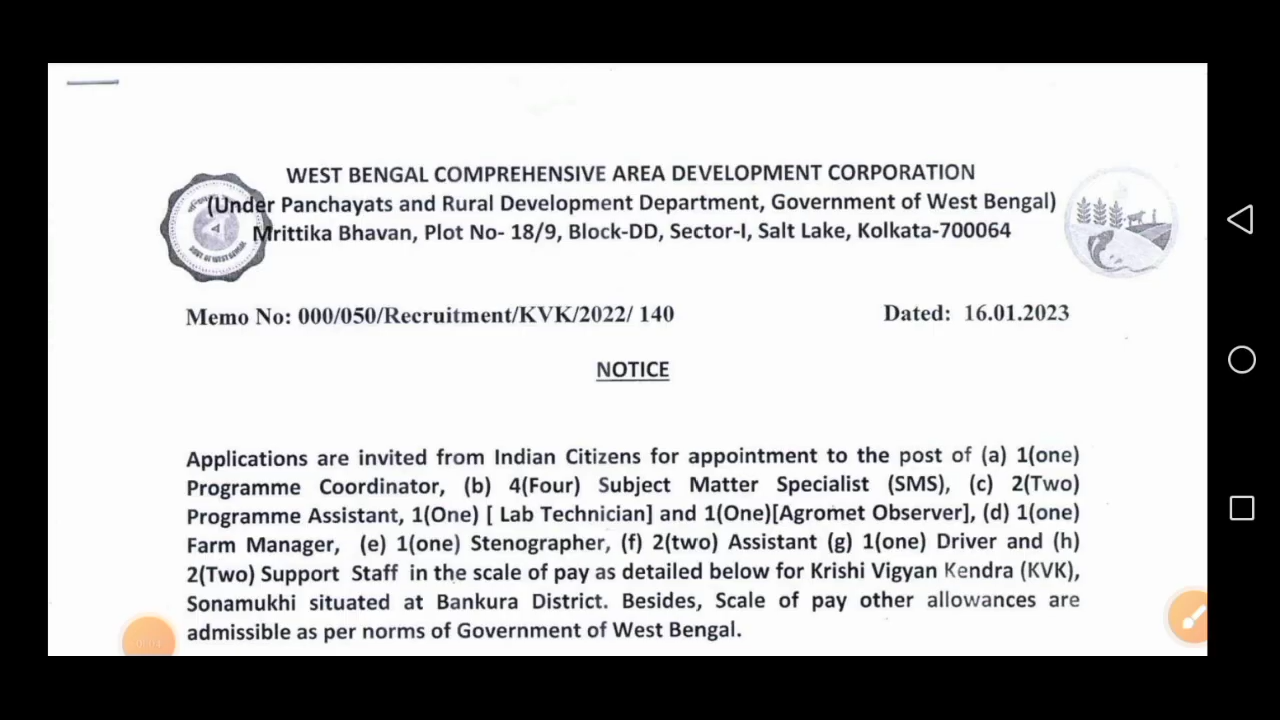 WEST BENGAL COMPREHENSIVE AREA DEVELOPMENT CORPORATION
(Under Panchayats and Rural Development Department, Government of West Bengal)
Mrittika Bhavan, Plot No- 18/9, Block-DD, Sector-I, Salt Lake, Kolkata-700064
GOVT. OF WEST BENGAL
Memo No: 000/050/Recruitment/KVK/2022/ 140 Dated: 16.01.2023
NOTICE
Applications are invited from Indian Citizens for appointment to the post of (a) 1(one)
Programme Coordinator, (b) 4(Four) Subject Matter Specialist (SMS), (c) 2(Two)
Programme Assistant, 1(One) [ Lab Technician] and 1(One)[Agromet Observer], (d) 1(one)
Farm Manager, (e) 1(one) Stenographer, (f) 2(two) Assistant (g) 1(one) Driver and (h)
2(Two) Support Staff in the scale of pay as detailed below for Krishi Vigyan Kendra (KVK),
Sonamukhi situated at Bankura District. Besides, Scale of pay other allowances are
admissible as per norms of Government of West Bengal.